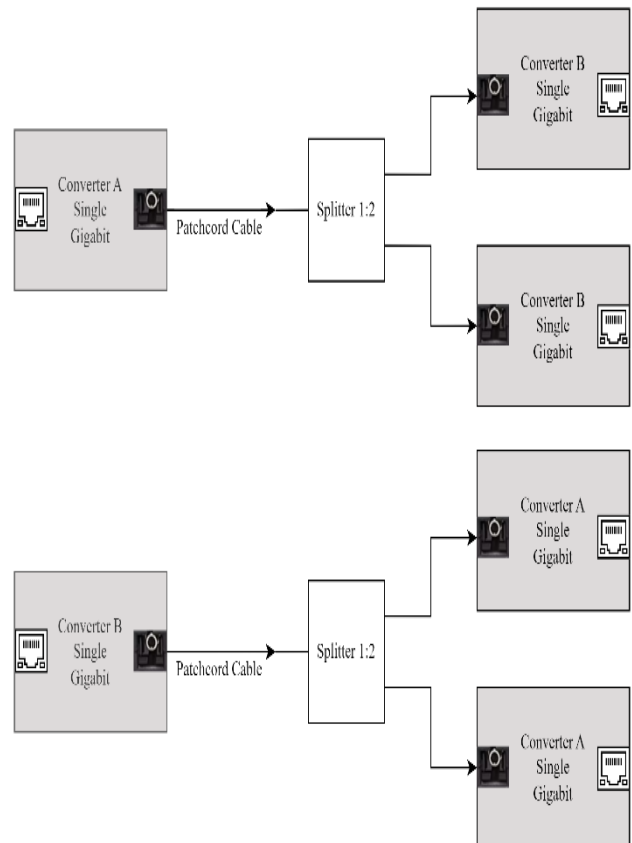 Converter B
Single
Gigabit
Converter A
Single
Gigabit
Patchcord Cable
Splitter 1:2
Converter B
Single
Gigabit
Converter A
Single
Gigabit
Converter B
Single
Gigabit
Patchcord Cable
Splitter 1:2
Converter A
Single
Gigabit